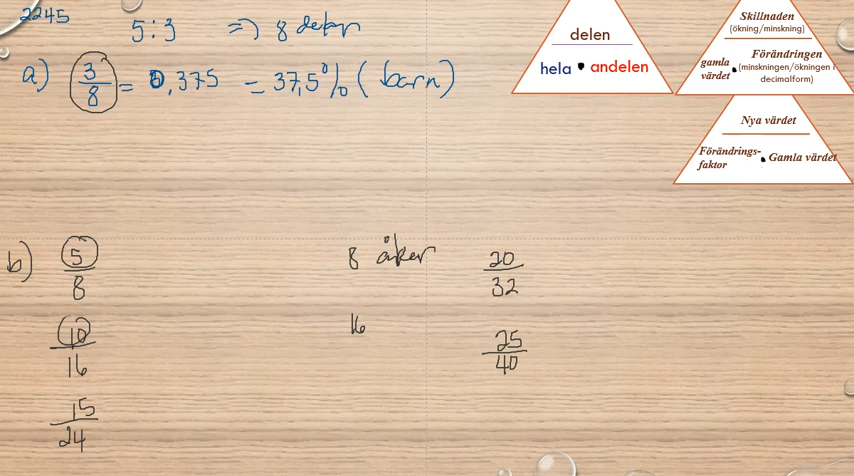 2245
5:3 => 8 delar
a) 3/8 = 0,375 = 37,5% (barn)
delen
hela • andelen
Skillnaden
(ökning/minskning)
gamla värdet • Förändringen
(minskningen/ökningen i decimalform)
Nya värdet
Förändrings-faktor • Gamla värdet
b) 5/8
8 åker
20/32
10/16
16
25/40
15/24